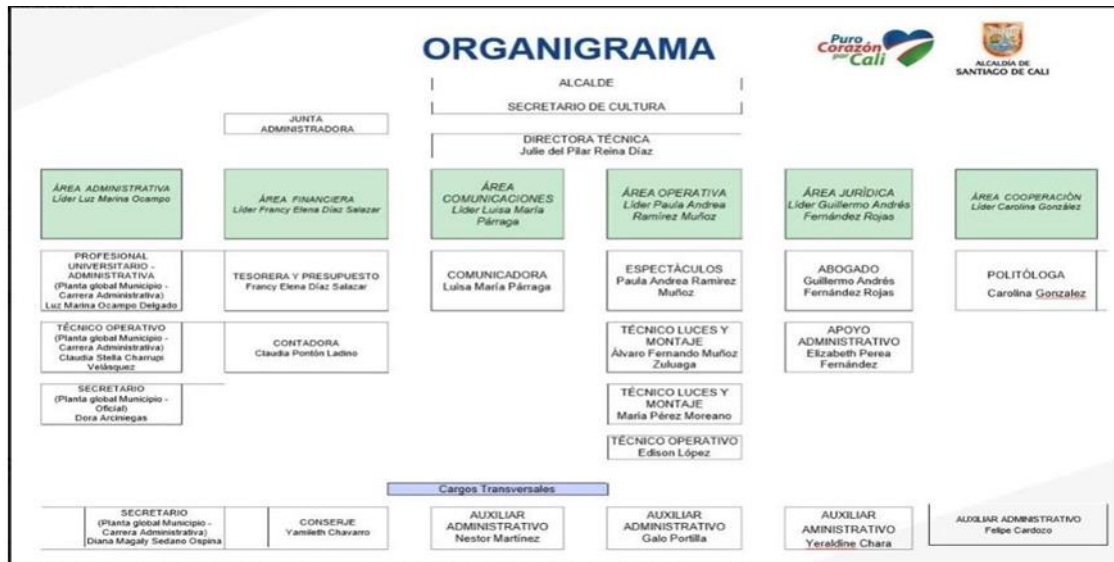 ORGANIGRAMA
Puro
Corazón
por Cali
ALCALDÍA DE
SANTIAGO DE CALI
ALCALDE
SECRETARIO DE CULTURA
JUNTA
ADMINISTRADORA
DIRECTORA TÉCNICA
Julie del Pilar Reina Díaz
ÁREA ADMINISTRATIVA
Líder Luz Marina Ocampo
ÁREA FINANCIERA
Líder Francy Elena Díaz Salazar
ÁREA
COMUNICACIONES
Líder Luisa María
Párraga
ÁREA OPERATIVA
Líder Paula Andrea
Ramírez Muñoz
ÁREA JURÍDICA
Líder Guillermo Andrés
Fernández Rojas
ÁREA COOPERACIÓN
Líder Carolina González
PROFESIONAL
UNIVERSITARIO -
ADMINISTRATIVA
(Planta global Municipio -
Carrera Administrativa)
Luz Marina Ocampo Delgado
TESORERA Y PRESUPUESTO
Francy Elena Díaz Salazar
COMUNICADORA
Luisa María Párraga
ESPECTÁCULOS
Paula Andrea Ramirez
Muñoz
ABOGADO
Guillermo Andrés
Fernández Rojas
POLITÓLOGA
Carolina Gonzalez
TÉCNICO OPERATIVO
(Planta global Municipio -
Carrera Administrativa)
Claudia Stella Charrupi
Velásquez
CONTADORA
Claudia Pontón Ladino
TÉCNICO LUCES Y
MONTAJE
Álvaro Fernando Muñoz
Zuluaga
APOYO
ADMINISTRATIVO
Elizabeth Perea
Fernández
SECRETARIO
(Planta global Municipio -
Oficial)
Dora Arciniegas
TÉCNICO LUCES Y
MONTAJE
María Pérez Moreano
TÉCNICO OPERATIVO
Edison López
Cargos Transversales
SECRETARIO
(Planta global Municipio -
Carrera Administrativa)
Diana Magaly Sedano Ospina
CONSERJE
Yamileth Chavarro
AUXILIAR
ADMINISTRATIVO
Nestor Martínez
AUXILIAR
ADMINISTRATIVO
Galo Portilla
AUXILIAR
AMINISTRATIVO
Yeraldine Chara
AUXILIAR ADMINISTRATIVO
Felipe Cardozo